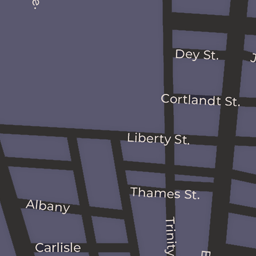 Dey St.
Cortlandt St.
Liberty St.
Thames St.
Albany
Trinity
Carlisle